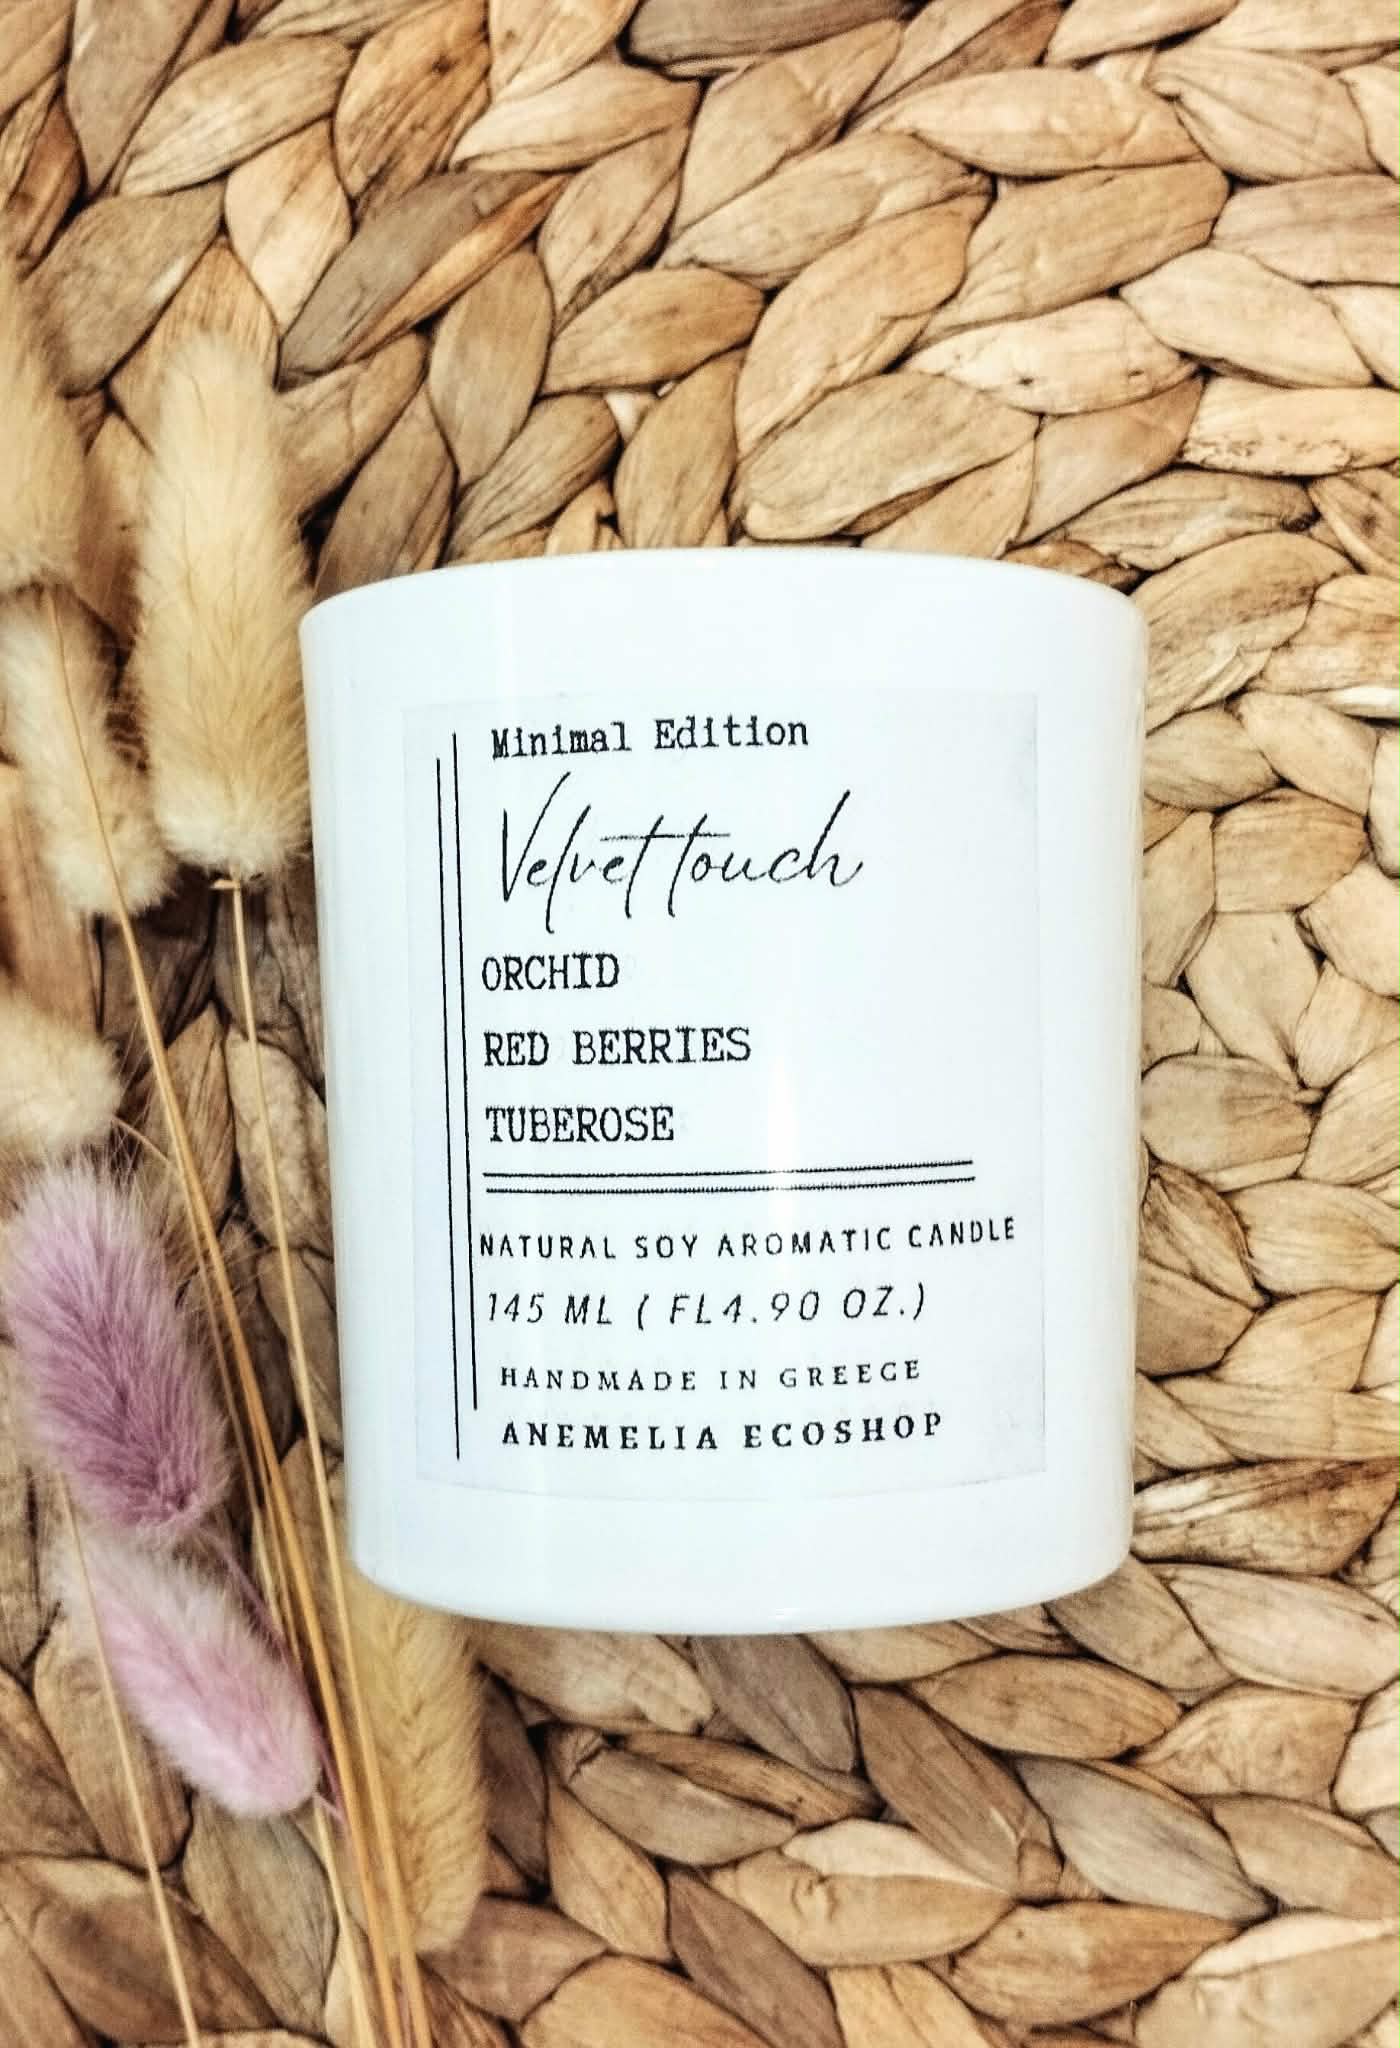 Minimal Edition
Velvet touch
ORCHID
RED BERRIES
TUBEROSE
NATURAL SOY AROMATIC CANDLE
145 ML ( FL4.90 OZ.)
HANDMADE IN GREECE
ANEMELIA ECOSHOP